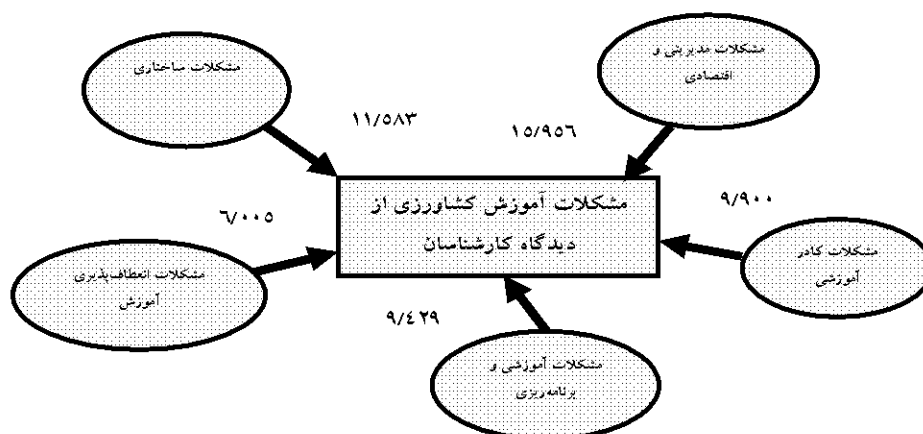 مشکلات مدیریتی و
اقتصادی
مشکلات ساختاری
۱۵/۹۵۶
۱۱/۵۸۳
مشکلات آموزش کشاورزی از
دیدگاه کارشناسان
۹/۹۰۰
۶/۰۰۵
مشکلات کادر
آموزشی
مشکلات انعطاف‌پذیری
آموزش
۹/٤۲۹
مشکلات آموزشی و
برنامه‌ریزی